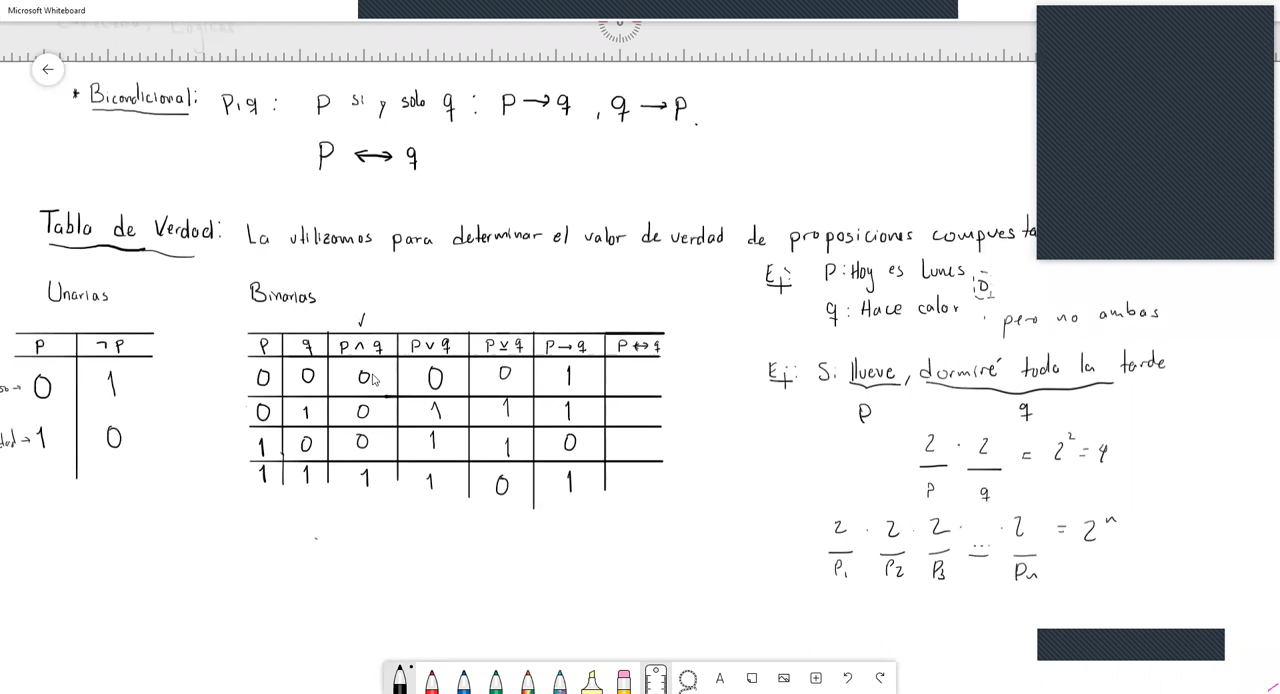 Microsoft Whiteboard
* Bicondicional: p,q: p si y solo q: p → q, q → p.
p ↔ q
Tabla de Verdad: La utilizamos para determinar el valor de verdad de proposiciones compuesta
Ej: p: Hoy es Lunes
q: Hace calor, pero no ambas
Unarias
Binarias
p ¬p
0 1
1 0
✓
p q p∧q p∨q p⊻q p→q p↔q
0 0 0 0 0 1
0 1 0 1 1 1
1 0 0 1 1 0
1 1 1 1 0 1
Ej: Si llueve, dormiré toda la tarde
p q
2 · 2 = 2² = 4
p q
2 · 2 · 2 · ... · 2 = 2ⁿ
p₁ p₂ p₃ pₙ